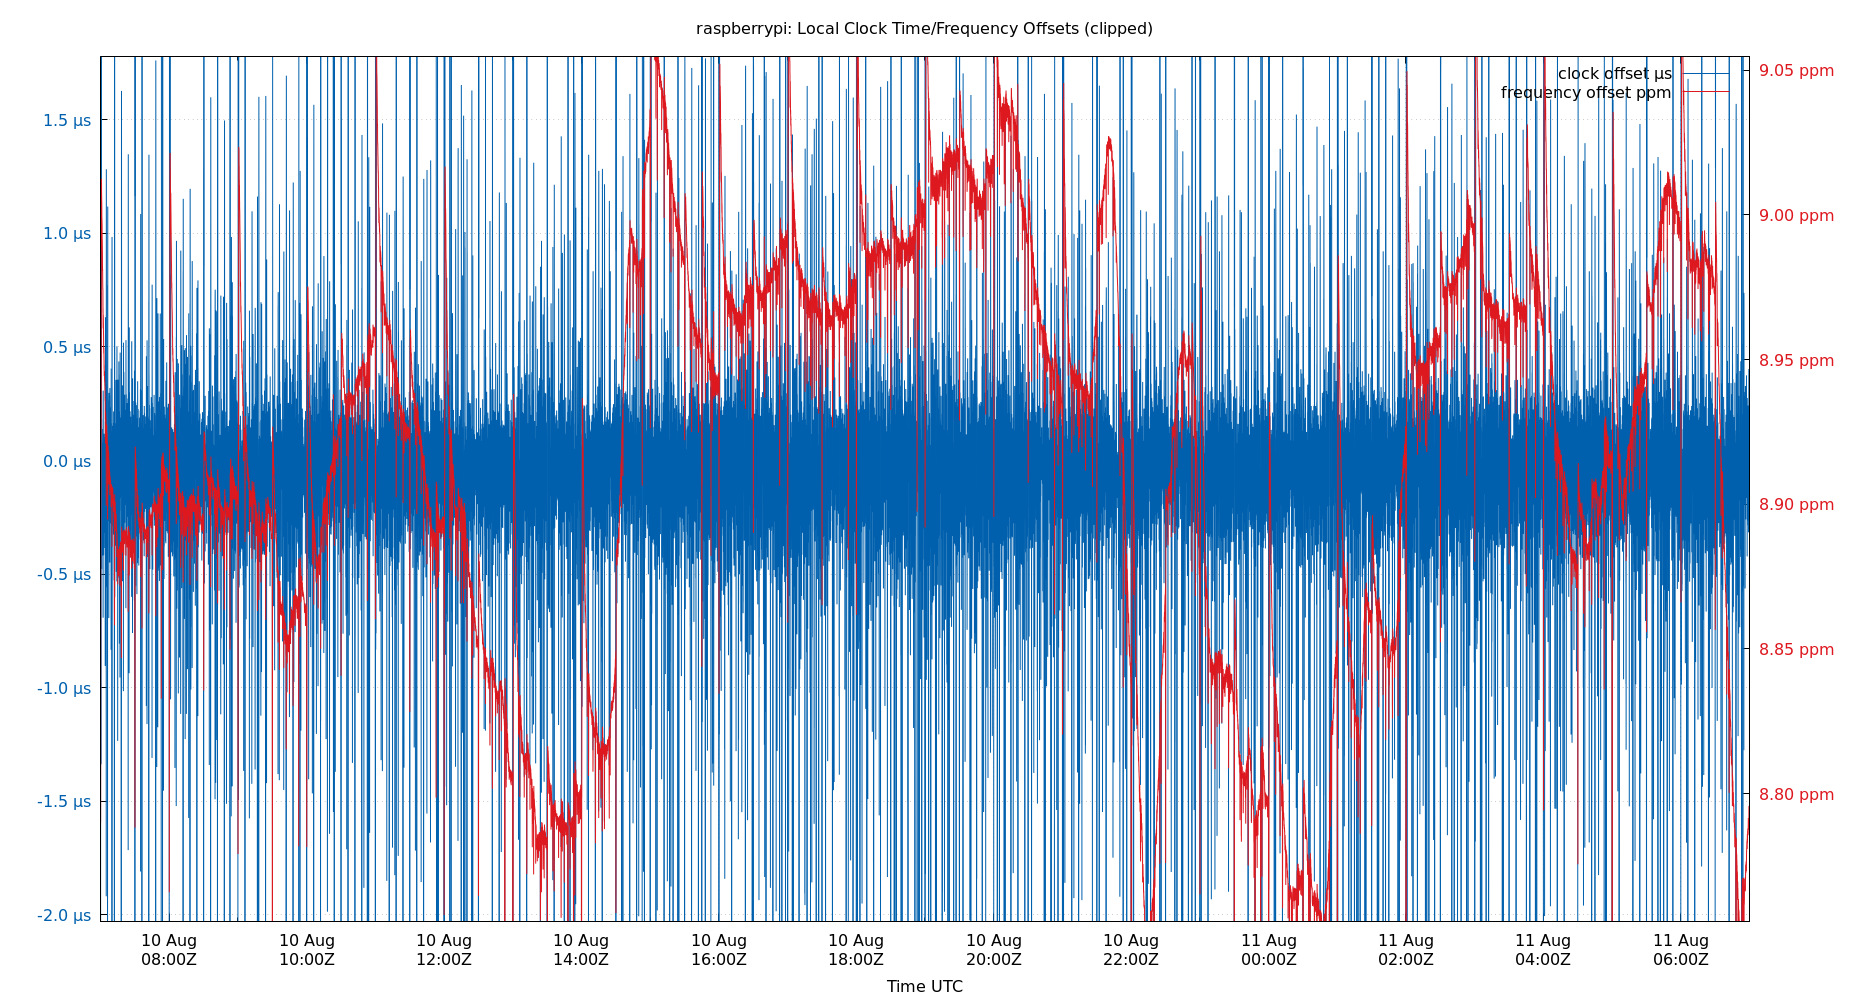 raspberrypi: Local Clock Time/Frequency Offsets (clipped)
clock offset µs
frequency offset ppm
1.5 µs
1.0 µs
0.5 µs
0.0 µs
-0.5 µs
-1.0 µs
-1.5 µs
-2.0 µs
9.05 ppm
9.00 ppm
8.95 ppm
8.90 ppm
8.85 ppm
8.80 ppm
10 Aug
08:00Z
10 Aug
10:00Z
10 Aug
12:00Z
10 Aug
14:00Z
10 Aug
16:00Z
10 Aug
18:00Z
10 Aug
20:00Z
10 Aug
22:00Z
11 Aug
00:00Z
11 Aug
02:00Z
11 Aug
04:00Z
11 Aug
06:00Z
Time UTC